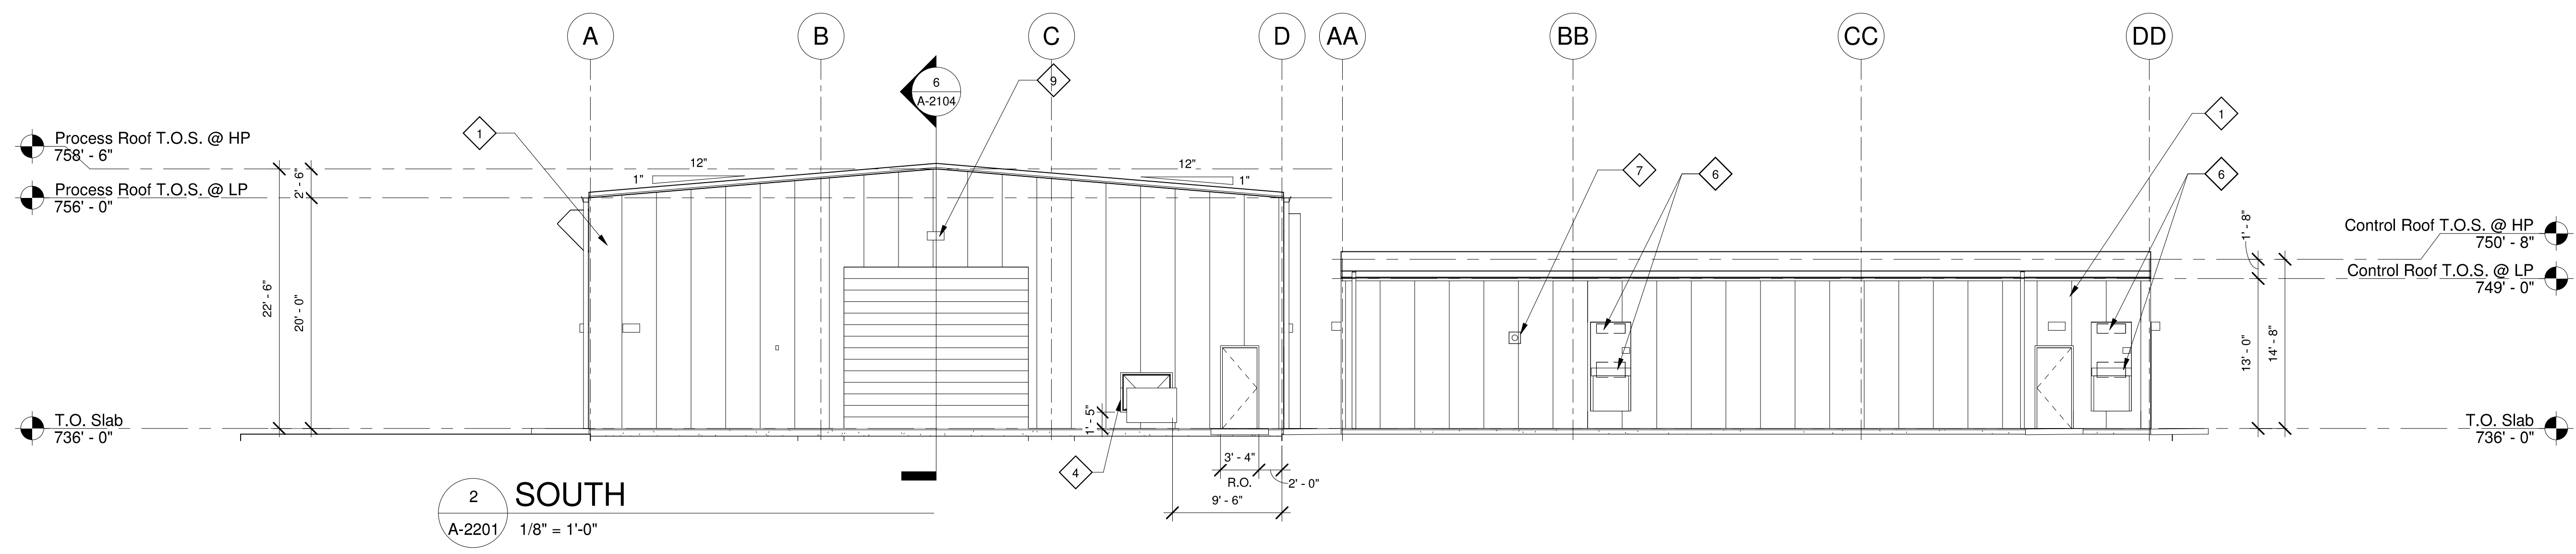 A
B
C
D
AA
BB
CC
DD
6
A-2104
9
1
1
Process Roof T.O.S. @ HP
758' - 6"
Process Roof T.O.S. @ LP
756' - 0"
12"
1"
12"
1"
7
6
6
2' - 6"
22' - 6"
20' - 0"
Control Roof T.O.S. @ HP
750' - 8"
Control Roof T.O.S. @ LP
749' - 0"
1' - 8"
13' - 0"
14' - 8"
T.O. Slab
736' - 0"
1' - 5"
T.O. Slab
736' - 0"
4
3' - 4"
R.O.
2' - 0"
9' - 6"
2
SOUTH
A-2201
1/8" = 1'-0"